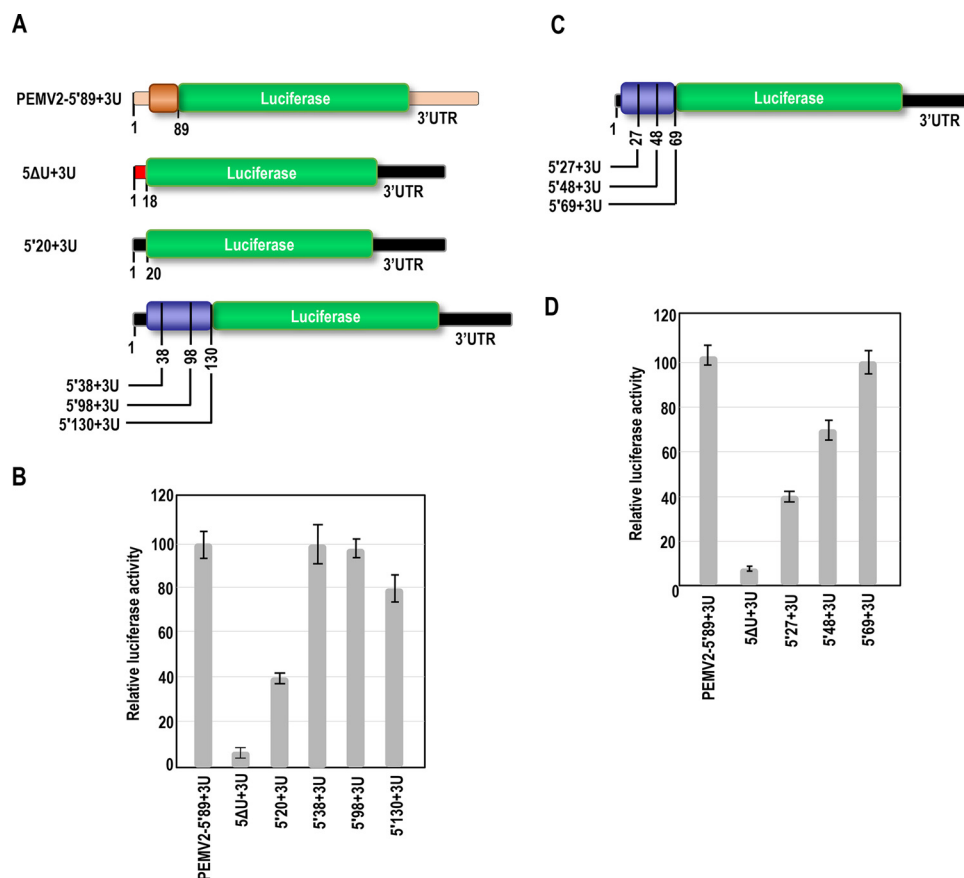 A
PEMV2-5'89+3U
Luciferase
1
89
3'UTR
5ΔU+3U
Luciferase
1
18
3'UTR
5'20+3U
Luciferase
1
20
3'UTR
Luciferase
1
38
98
130
3'UTR
5'38+3U
5'98+3U
5'130+3U
B
Relative luciferase activity
120
100
80
60
40
20
0
PEMV2-5'89+3U
5ΔU+3U
5'20+3U
5'38+3U
5'98+3U
5'130+3U
C
Luciferase
1
27
48
69
3'UTR
5'27+3U
5'48+3U
5'69+3U
D
Relative luciferase activity
120
100
80
60
40
20
0
PEMV2-5'89+3U
5ΔU+3U
5'27+3U
5'48+3U
5'69+3U